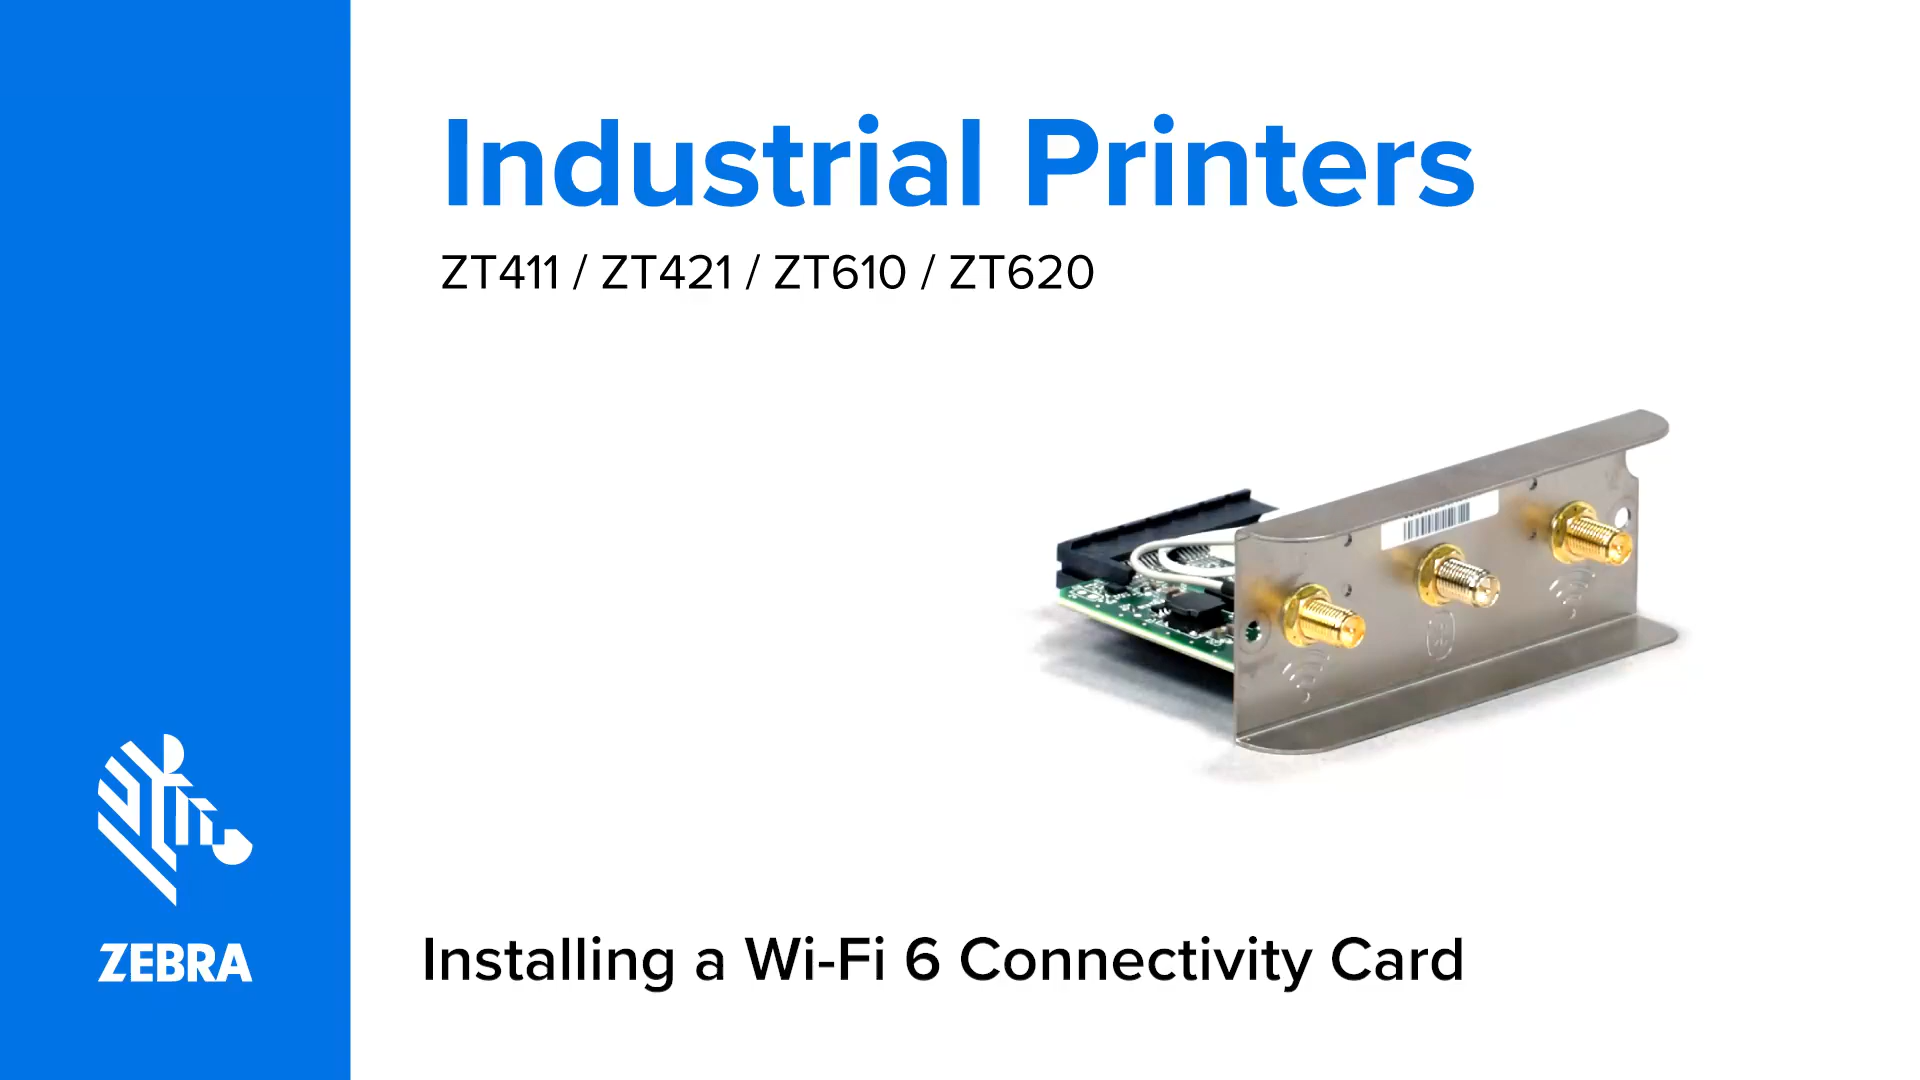 Industrial Printers
ZT411 / ZT421 / ZT610 / ZT620
ZEBRA
Installing a Wi-Fi 6 Connectivity Card